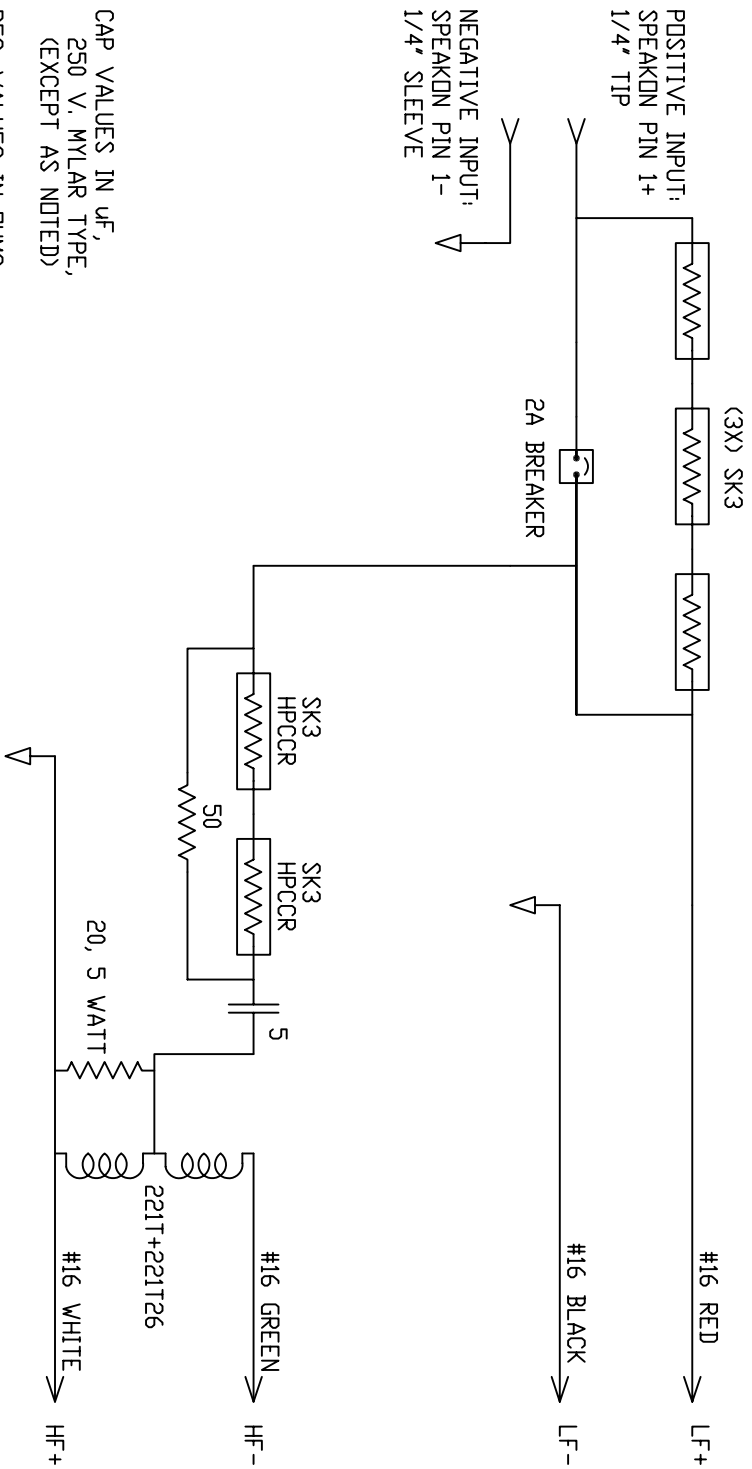 POSITIVE INPUT:
SPEAKON PIN 1+
1/4" TIP
(3X) SK3
#16 RED
LF+
2A BREAKER
NEGATIVE INPUT:
SPEAKON PIN 1-
1/4" SLEEVE
#16 BLACK
LF-
SK3
HPCCR
SK3
HPCCR
50
5
#16 GREEN
HF-
20, 5 WATT
221T+221T26
#16 WHITE
HF+
CAP VALUES IN uF,
250 V. MYLAR TYPE,
(EXCEPT AS NOTED)